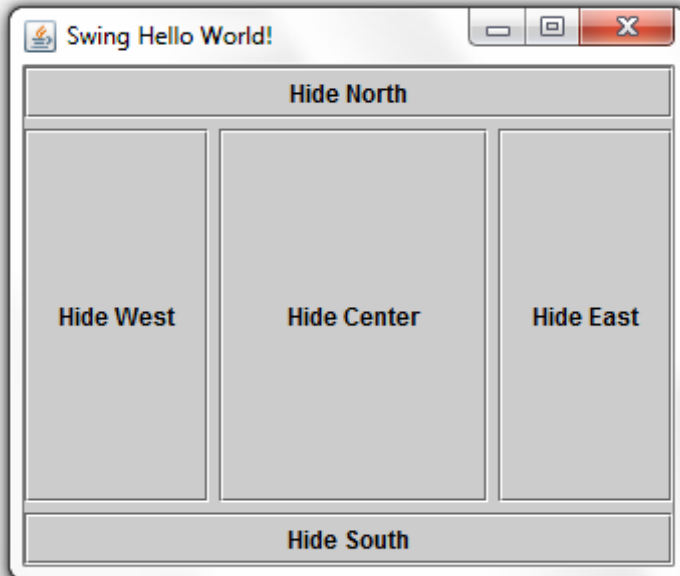 Swing Hello World!
Hide North
Hide West
Hide Center
Hide East
Hide South